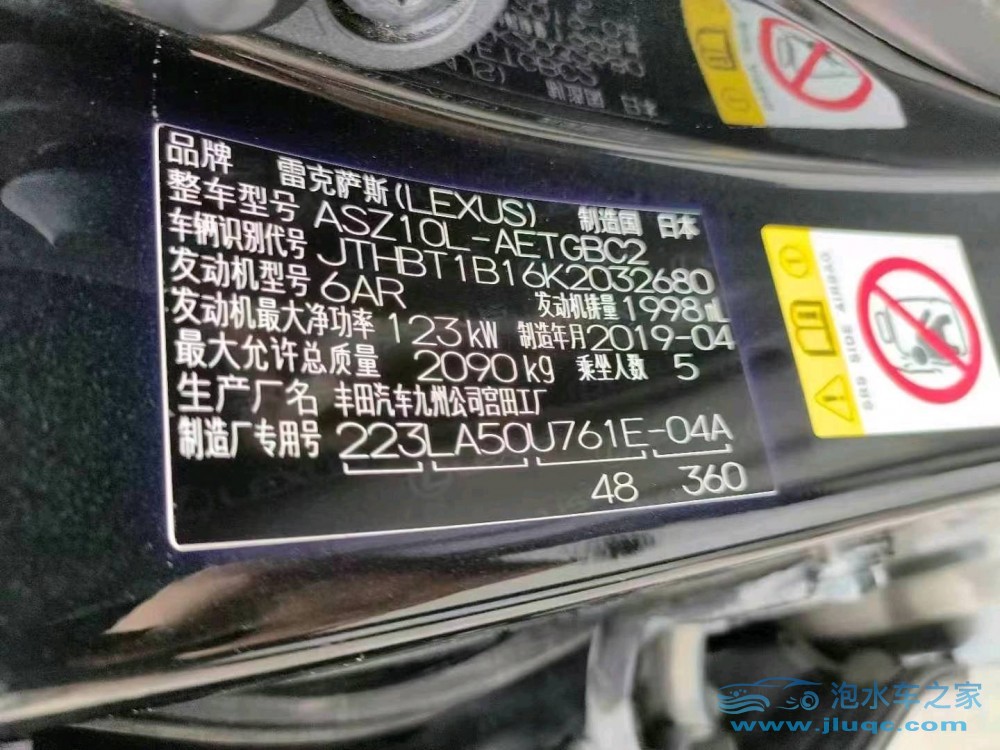 品牌 雷克萨斯(LEXUS) 制造国 日本
整车型号 ASZ10L-AETGBC2
车辆识别代号 JTHBT1B16K2032680
发动机型号 6AR 发动机排量 1998 mL
发动机最大净功率 123kW 制造年月 2019-04
最大允许总质量 2090kg 乘坐人数 5
生产厂名 丰田汽车九州公司宫田工厂
制造厂专用号 223LA50U761E-04A
48 360
SRS SIDE AIRBAG
泡水车之家
www.jluqc.com